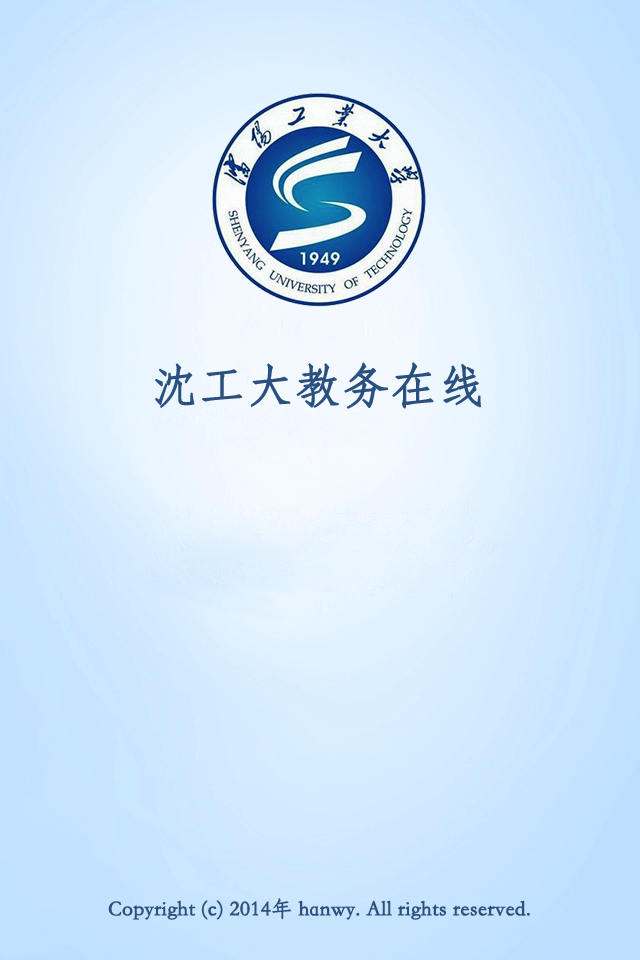 沈阳工业大学
SHENYANG UNIVERSITY OF TECHNOLOGY
1949
沈工大教务在线
Copyright (c) 2014年 hanwy. All rights reserved.